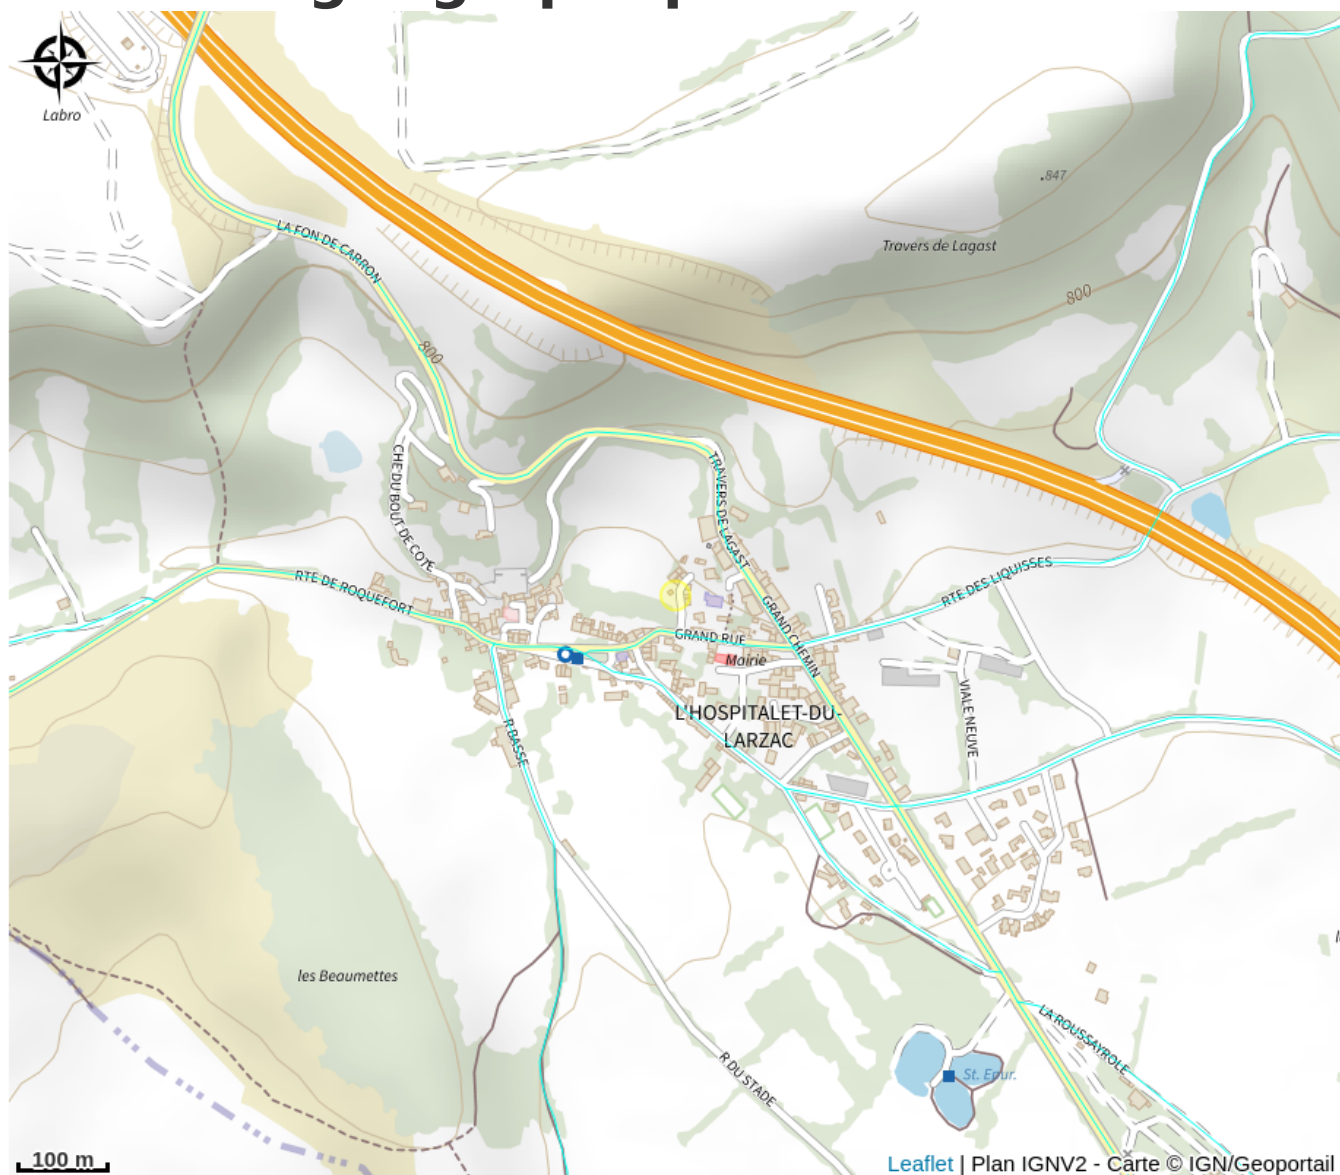 Labro
LA FON DE CARRON
.847
Travers de Lagast
800
800
CHE DU BOUT DE COTE
TRAVERS DE LAGAST
RTE DE ROQUEFORT
RTE DES LIQUISSES
GRAND CHEMIN
GRAND RUE
Mairie
VIALE NEUVE
L'HOSPITALET-DU-
LARZAC
R BASSE
les Beaumettes
LA ROUSSAYROLE
R DU STADE
St. Epur.
100 m
Leaflet | Plan IGNV2 - Carte © IGN/Geoportail